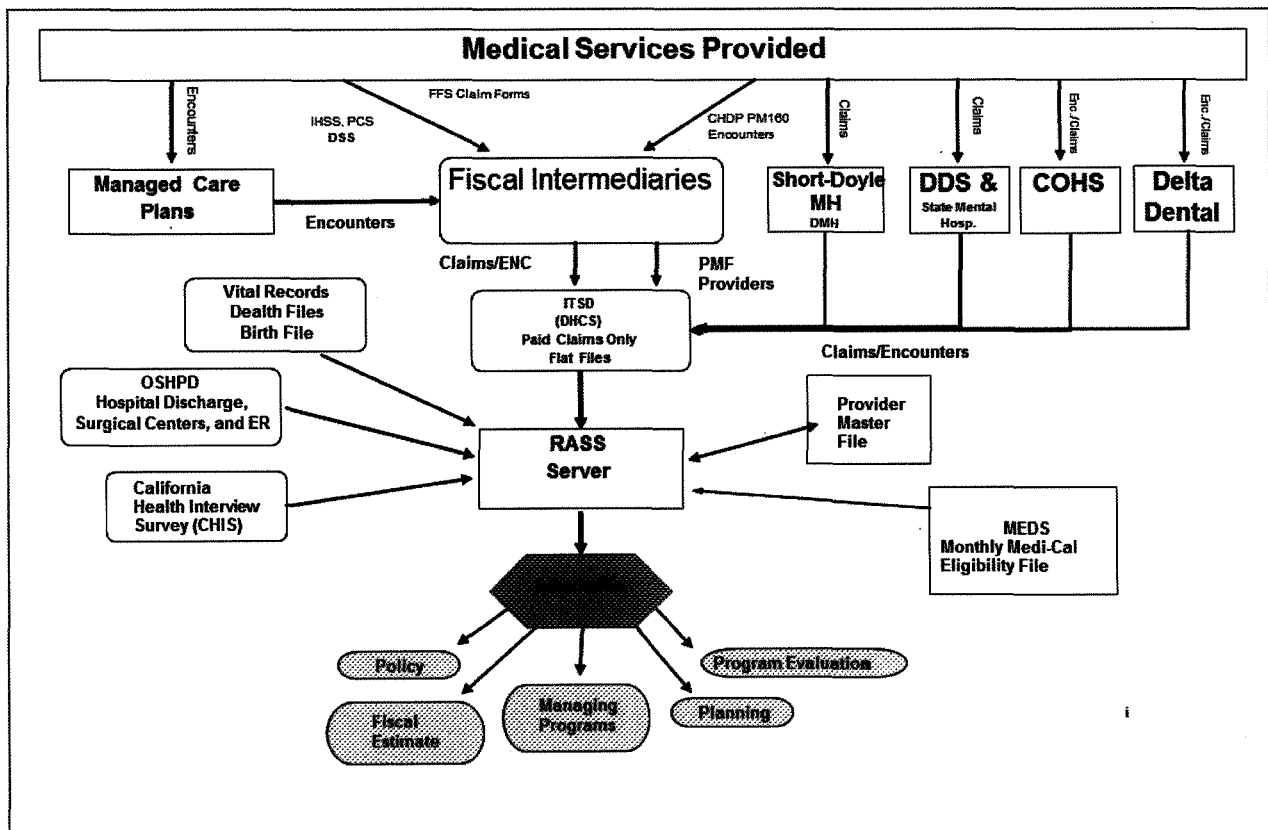 Medical Services Provided
Encounters
FFS Claim Forms
IHSS, PCS
DSS
CHDP PM160
Encounters
Claims
Claims
Enc./Claims
Enc./Claims
Managed Care
Plans
Encounters
Fiscal Intermediaries
Short-Doyle
MH
DMH
DDS &
State Mental
Hosp.
COHS
Delta
Dental
Claims/ENC
PMF
Providers
Vital Records
Dealth Files
Birth File
ITSD
(DHCS)
Paid Claims Only
Flat Files
Claims/Encounters
OSHPD
Hospital Discharge,
Surgical Centers, and ER
RASS
Server
Provider
Master
File
California
Health Interview
Survey (CHIS)
MEDS
Monthly Medi-Cal
Eligibility File
Policy
Program Evaluation
Fiscal
Estimate
Managing
Programs
Planning
i